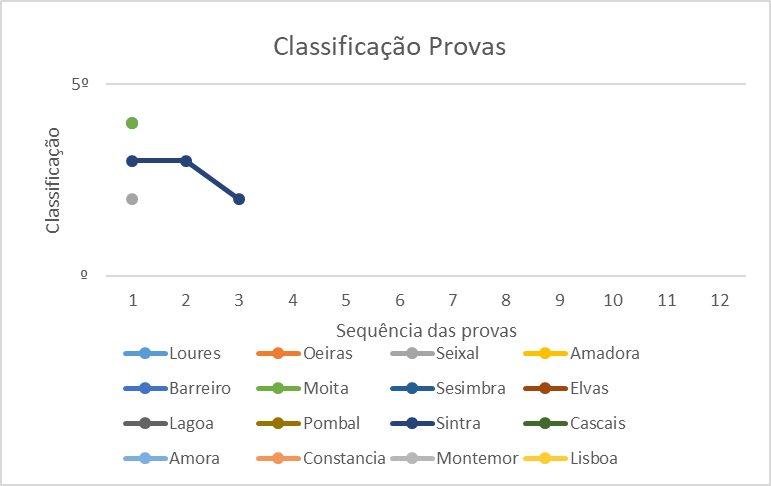 Classificação Provas
5º
Classificação
º
1 2 3 4 5 6 7 8 9 10 11 12
Sequência das provas
Loures Oeiras Seixal Amadora
Barreiro Moita Sesimbra Elvas
Lagoa Pombal Sintra Cascais
Amora Constancia Montemor Lisboa